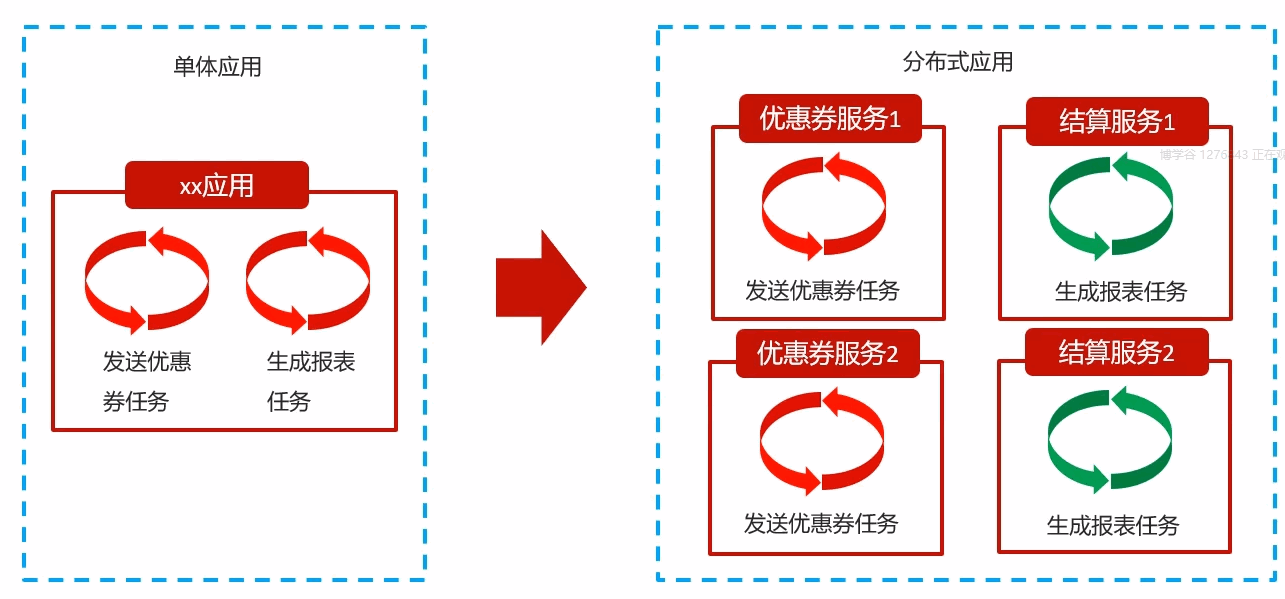 单体应用
xx应用
发送优惠
券任务
生成报表
任务
分布式应用
优惠券服务1
发送优惠券任务
结算服务1
生成报表任务
优惠券服务2
发送优惠券任务
结算服务2
生成报表任务
博学谷
正在